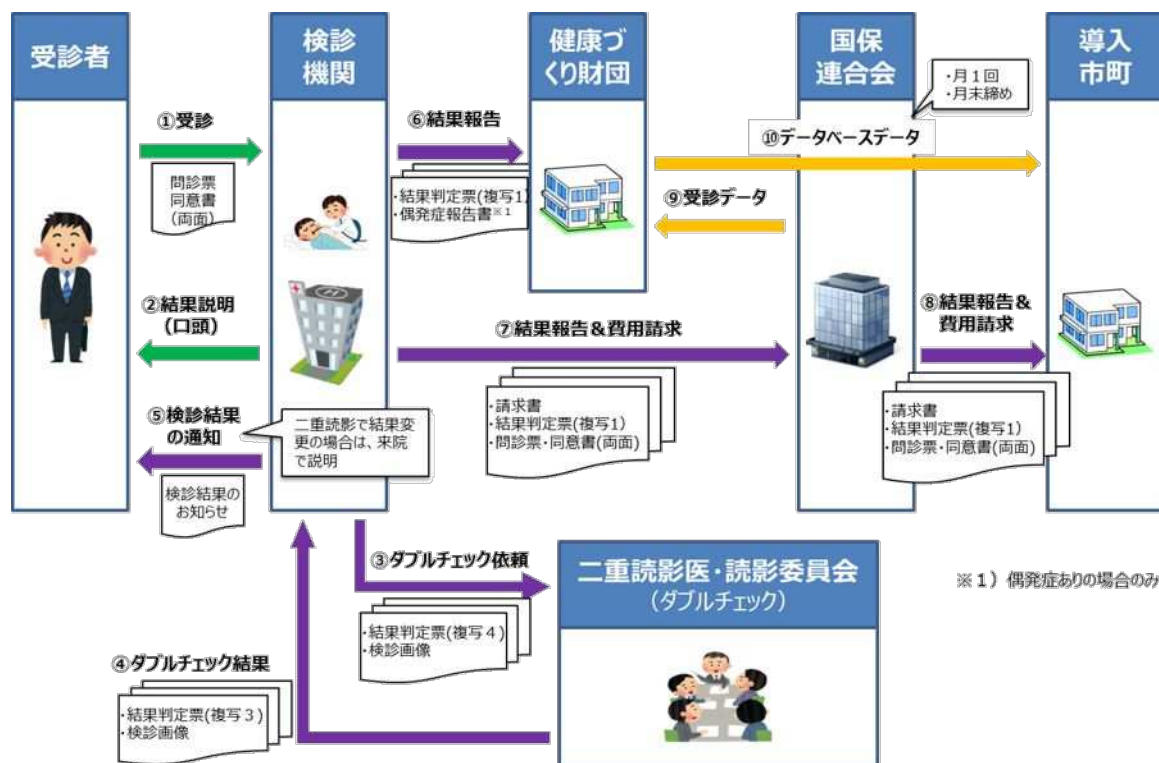 受診者
検診
機関
健康づ
くり財団
国保
連合会
導入
市町
・月1回
・月末締め
①受診
問診票
同意書
(両面)
⑥結果報告
・結果判定票(複写1)
・偶発症報告書※1
⑩データベースデータ
⑨受診データ
②結果説明
(口頭)
⑦結果報告&費用請求
・請求書
・結果判定票(複写1)
・問診票・同意書(両面)
⑧結果報告&
費用請求
・請求書
・結果判定票(複写1)
・問診票・同意書(両面)
⑤検診結果
の通知
二重読影で結果変
更の場合は、来院
で説明
検診結果の
お知らせ
③ダブルチェック依頼
・結果判定票(複写4)
・検診画像
二重読影医・読影委員会
(ダブルチェック)
※1)偶発症ありの場合のみ
④ダブルチェック結果
・結果判定票(複写3)
・検診画像